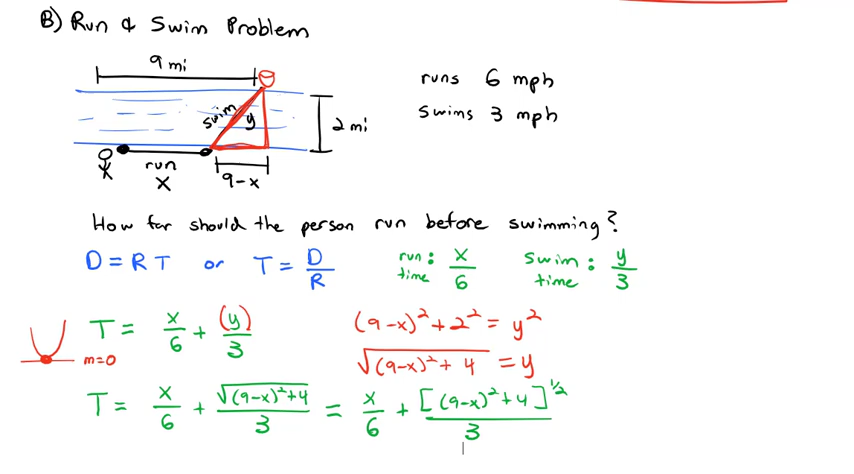 B) Run & Swim Problem
9 mi
runs 6 mph
swims 3 mph
swim
y
2 mi
run
x
9-x
How far should the person run before swimming?
D = R T or T = D/R
run time : x/6
swim time : y/3
T = x/6 + (y)/3
(9-x)² + 2² = y²
m=0
√((9-x)² + 4) = y
T = x/6 + √((9-x)²+4)/3 = x/6 + [(9-x)²+4]^½/3